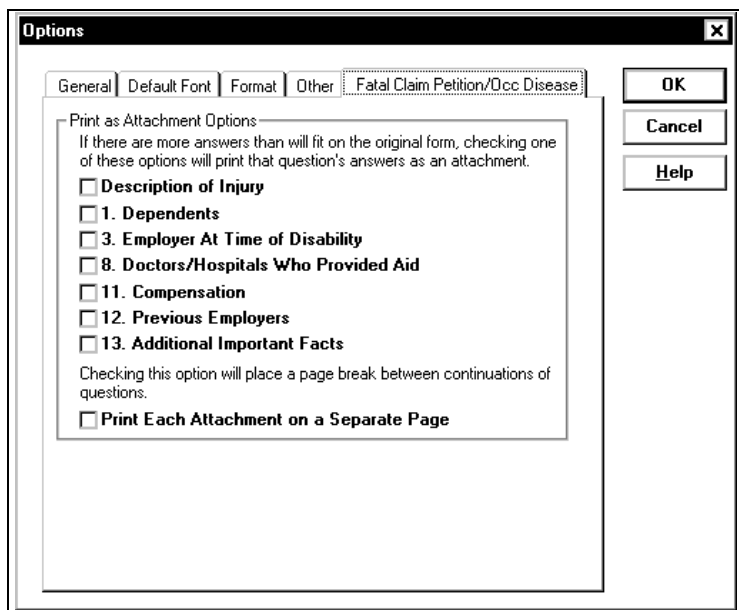 Options
General Default Font Format Other Fatal Claim Petition/Occ Disease
OK
Cancel
Help
Print as Attachment Options
If there are more answers than will fit on the original form, checking one
of these options will print that question's answers as an attachment.
Description of Injury
1. Dependents
3. Employer At Time of Disability
8. Doctors/Hospitals Who Provided Aid
11. Compensation
12. Previous Employers
13. Additional Important Facts
Checking this option will place a page break between continuations of
questions.
Print Each Attachment on a Separate Page